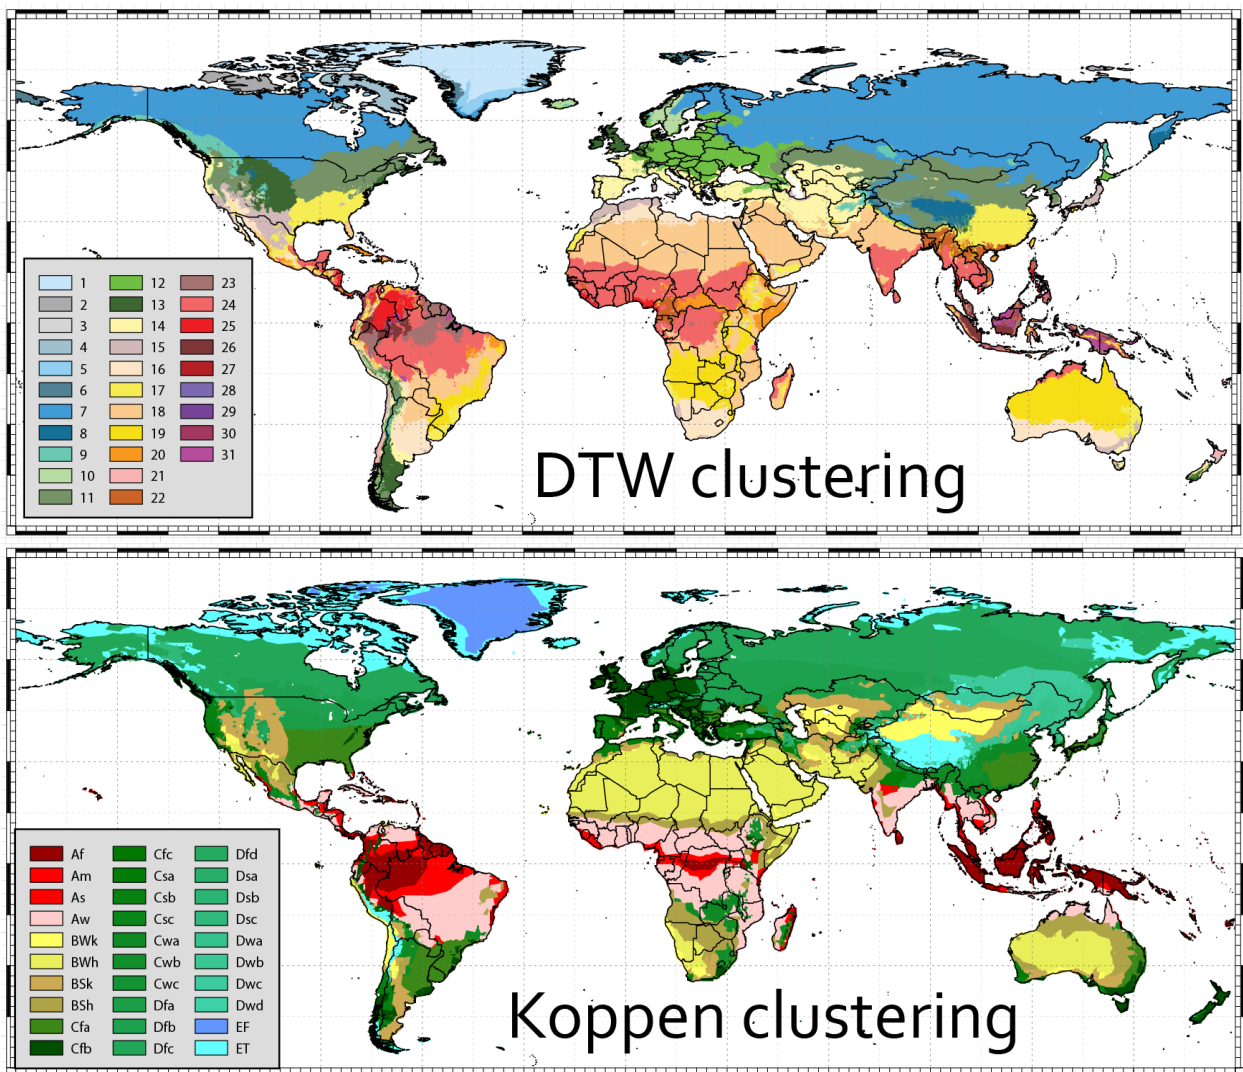 1 12 23
2 13 24
3 14 25
4 15 26
5 16 27
6 17 28
7 18 29
8 19 30
9 20 31
10 21
11 22
DTW clustering
Af Cfc Dfd
Am Csa Dsa
As Csb Dsb
Aw Csc Dsc
BWk Cwa Dwa
BWh Cwb Dwb
BSk Cwc Dwc
BSh Dfa Dwd
Cfa Dfb EF
Cfb Dfc ET
Koppen clustering